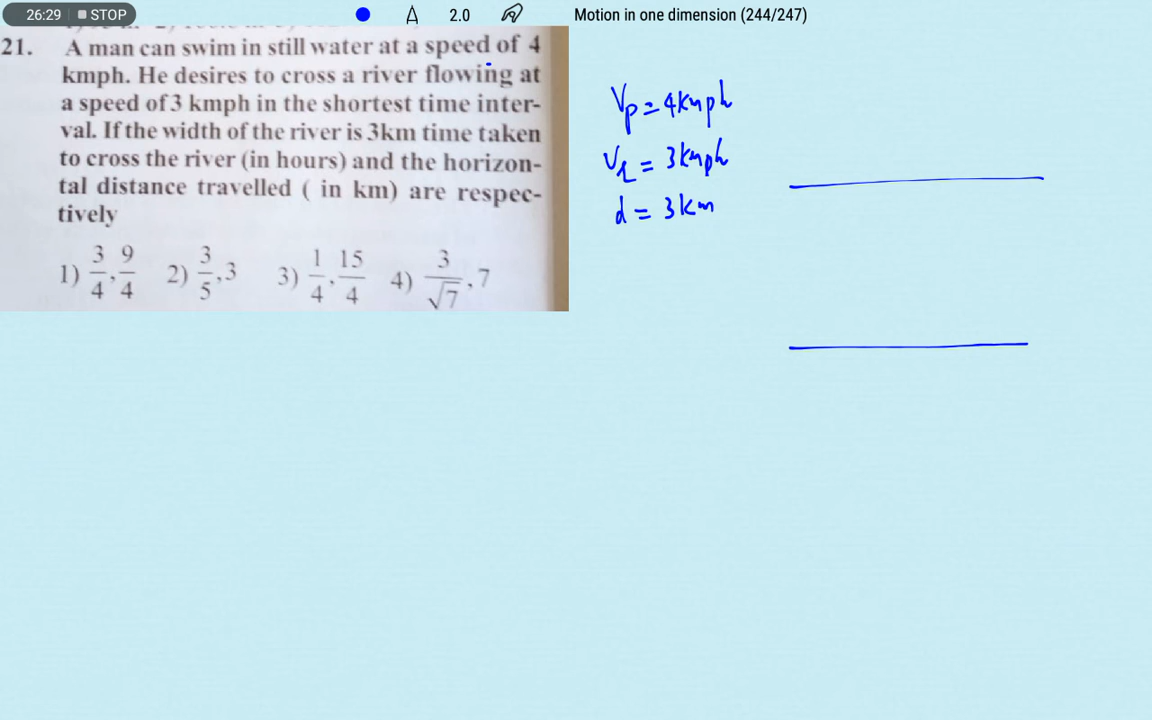 26:29 STOP 2.0 Motion in one dimension (244/247)
21. A man can swim in still water at a speed of 4
kmph. He desires to cross a river flowing at
a speed of 3 kmph in the shortest time inter-
val. If the width of the river is 3km time taken
to cross the river (in hours) and the horizon-
tal distance travelled ( in km) are respec-
tively
1) 3/4, 9/4 2) 3/5, 3 3) 1/4, 15/4 4) 3/√7, 7
Vp = 4kmph
Vr = 3kmph
d = 3km